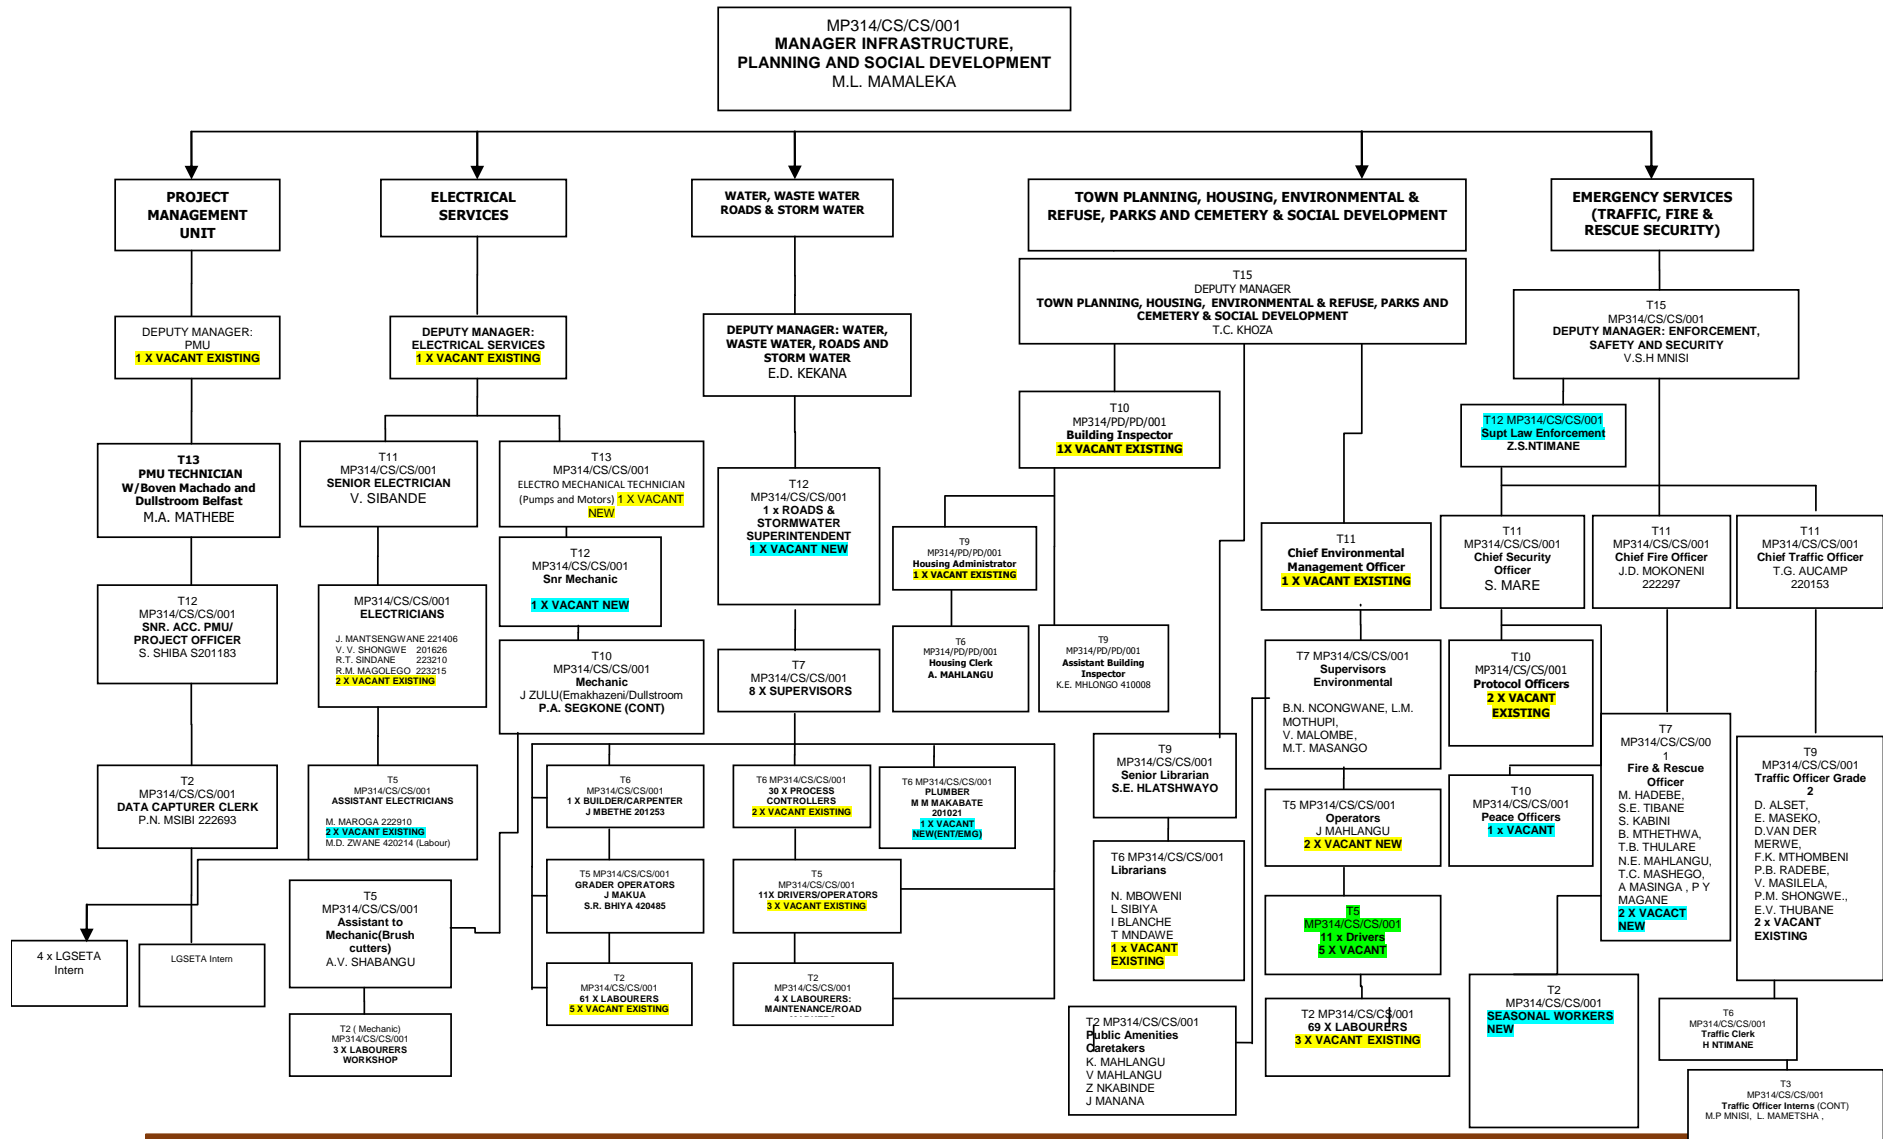 MP314/CS/CS/001
MANAGER INFRASTRUCTURE,
PLANNING AND SOCIAL DEVELOPMENT
M.L. MAMALEKA
PROJECT
MANAGEMENT
UNIT
ELECTRICAL
SERVICES
WATER, WASTE WATER
ROADS & STORM WATER
TOWN PLANNING, HOUSING, ENVIRONMENTAL &
REFUSE, PARKS AND CEMETERY & SOCIAL DEVELOPMENT
EMERGENCY SERVICES
(TRAFFIC, FIRE &
RESCUE SECURITY)
DEPUTY MANAGER:
PMU
1 X VACANT EXISTING
T13
PMU TECHNICIAN
W/Boven Machado and
Dullstroom Belfast
M.A. MATHEBE
T12
MP314/CS/CS/001
SNR. ACC. PMU/
PROJECT OFFICER
S. SHIBA S201183
T2
MP314/CS/CS/001
DATA CAPTURER CLERK
P.N. MSIBI 222693
4 x LGSETA
Intern
LGSETA Intern
DEPUTY MANAGER:
ELECTRICAL SERVICES
1 X VACANT EXISTING
T11
MP314/CS/CS/001
SENIOR ELECTRICIAN
V. SIBANDE
MP314/CS/CS/001
ELECTRICIANS
J. MANTSENGWANE 221406
V. V. SHONGWE 201626
R.T. SINDANE 223210
R.M. MAGOLEGO 223215
2 X VACANT EXISTING
T5
MP314/CS/CS/001
ASSISTANT ELECTRICIANS
M. MAROGA 222910
2 X VACANT EXISTING
M.D. ZWANE 420214 (Labour)
T13
MP314/CS/CS/001
ELECTRO MECHANICAL TECHNICIAN
(Pumps and Motors) 1 X VACANT
NEW
T12
MP314/CS/CS/001
Snr Mechanic
1 X VACANT NEW
T10
MP314/CS/CS/001
Mechanic
J ZULU(Emakhazeni/Dullstroom
P.A. SEGKONE (CONT)
T5
MP314/CS/CS/001
Assistant to
Mechanic(Brush
cutters)
A.V. SHABANGU
T2 ( Mechanic)
MP314/CS/CS/001
3 X LABOURERS
WORKSHOP
DEPUTY MANAGER: WATER,
WASTE WATER, ROADS AND
STORM WATER
E.D. KEKANA
T12
MP314/CS/CS/001
1 x ROADS &
STORMWATER
SUPERINTENDENT
1 X VACANT NEW
T7
MP314/CS/CS/001
8 X SUPERVISORS
T6
MP314/CS/CS/001
1 X BUILDER/CARPENTER
J MBETHE 201253
T5 MP314/CS/CS/001
GRADER OPERATORS
J MAKUA
S.R. BHIYA 420485
T2
MP314/CS/CS/001
61 X LABOURERS
5 X VACANT EXISTING
T6 MP314/CS/CS/001
30 X PROCESS
CONTROLLERS
2 X VACANT EXISTING
T5
MP314/CS/CS/001
11X DRIVERS/OPERATORS
3 X VACANT EXISTING
T2
MP314/CS/CS/001
4 X LABOURERS:
MAINTENANCE/ROAD
T6 MP314/CS/CS/001
PLUMBER
M M MAKABATE
201021
1 X VACANT
NEW(ENT/EMG)
T15
DEPUTY MANAGER
TOWN PLANNING, HOUSING, ENVIRONMENTAL & REFUSE, PARKS AND
CEMETERY & SOCIAL DEVELOPMENT
T.C. KHOZA
T10
MP314/PD/PD/001
Building Inspector
1X VACANT EXISTING
T9
MP314/PD/PD/001
Housing Administrator
1 X VACANT EXISTING
T6
MP314/PD/PD/001
Housing Clerk
A. MAHLANGU
T9
MP314/PD/PD/001
Assistant Building
Inspector
K.E. MHLONGO 410008
T9
MP314/CS/CS/001
Senior Librarian
S.E. HLATSHWAYO
T6 MP314/CS/CS/001
Librarians
N. MBOWENI
L SIBIYA
I BLANCHE
T MNDAWE
1 x VACANT
EXISTING
T11
Chief Environmental
Management Officer
1 X VACANT EXISTING
T7 MP314/CS/CS/001
Supervisors
Environmental
B.N. NCONGWANE, L.M.
MOTHUPI,
V. MALOMBE,
M.T. MASANGO
T5 MP314/CS/CS/001
Operators
J MAHLANGU
2 X VACANT NEW
T5
MP314/CS/CS/001
11 x Drivers
5 X VACANT
T2 MP314/CS/CS/001
69 X LABOURERS
3 X VACANT EXISTING
T2 MP314/CS/CS/001
Public Amenities
Caretakers
K. MAHLANGU
V MAHLANGU
Z NKABINDE
J MANANA
T15
MP314/CS/CS/001
DEPUTY MANAGER: ENFORCEMENT,
SAFETY AND SECURITY
V.S.H MNISI
T12 MP314/CS/CS/001
Supt Law Enforcement
Z.S.NTIMANE
T11
MP314/CS/CS/001
Chief Security
Officer
S. MARE
T10
MP314/CS/CS/001
Protocol Officers
2 X VACANT
EXISTING
T10
MP314/CS/CS/001
Peace Officers
1 x VACANT
T11
MP314/CS/CS/001
Chief Fire Officer
J.D. MOKONENI
222297
T7
MP314/CS/CS/00
1
Fire & Rescue
Officer
M. HADEBE,
S.E. TIBANE
S. KABINI
B. MTHETHWA,
T.B. THULARE
N.E. MAHLANGU,
T.C. MASHEGO,
A MASINGA , P Y
MAGANE
2 X VACACT
NEW
T2
MP314/CS/CS/001
SEASONAL WORKERS
NEW
T11
MP314/CS/CS/001
Chief Traffic Officer
T.G. AUCAMP
220153
T9
MP314/CS/CS/001
Traffic Officer Grade
2
D. ALSET,
E. MASEKO,
D.VAN DER
MERWE,
F.K. MTHOMBENI
P.B. RADEBE,
V. MASILELA,
P.M. SHONGWE.,
E.V. THUBANE
2 x VACANT
EXISTING
T6
MP314/CS/CS/001
Traffic Clerk
H NTIMANE
T3
MP314/CS/CS/001
Traffic Officer Interns (CONT)
M.P MNISI, L. MAMETSHA ,